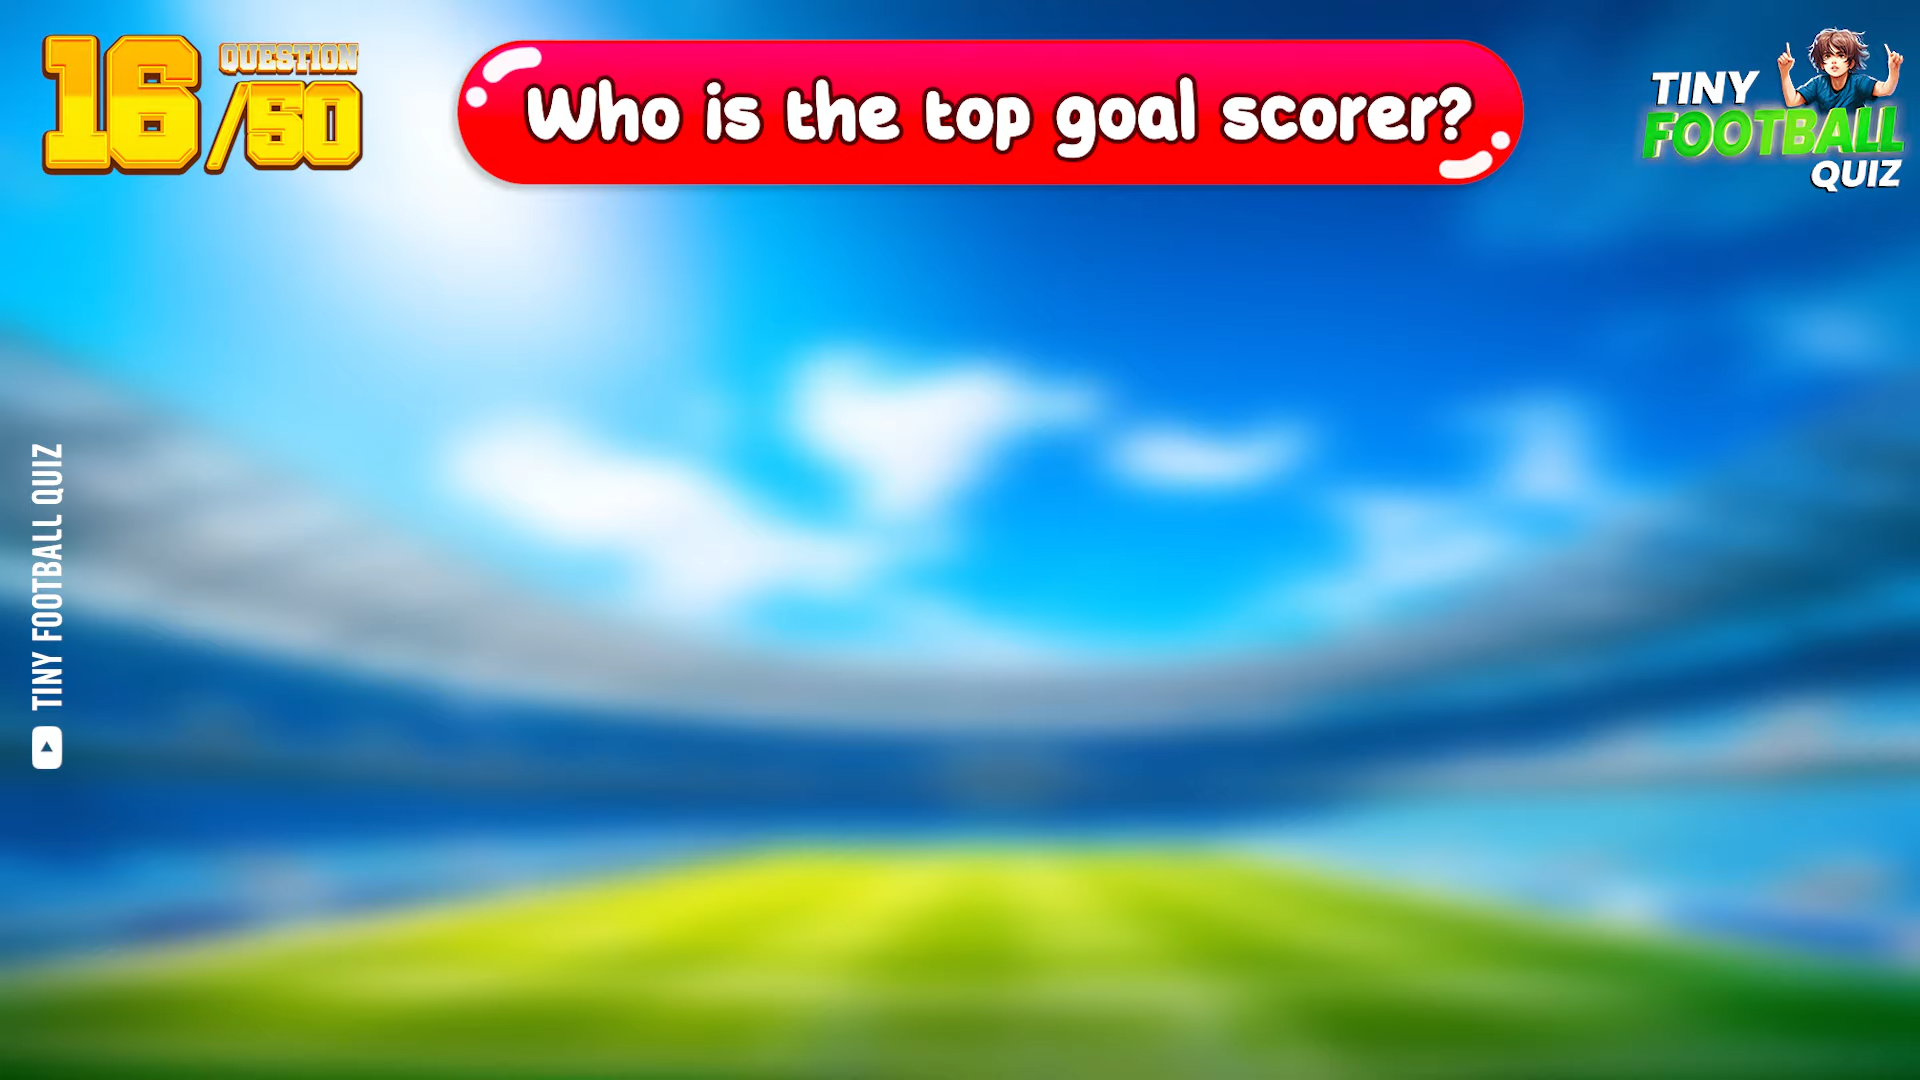 16/50
QUESTION
Who is the top goal scorer?
TINY
FOOTBALL
QUIZ
TINY FOOTBALL QUIZ